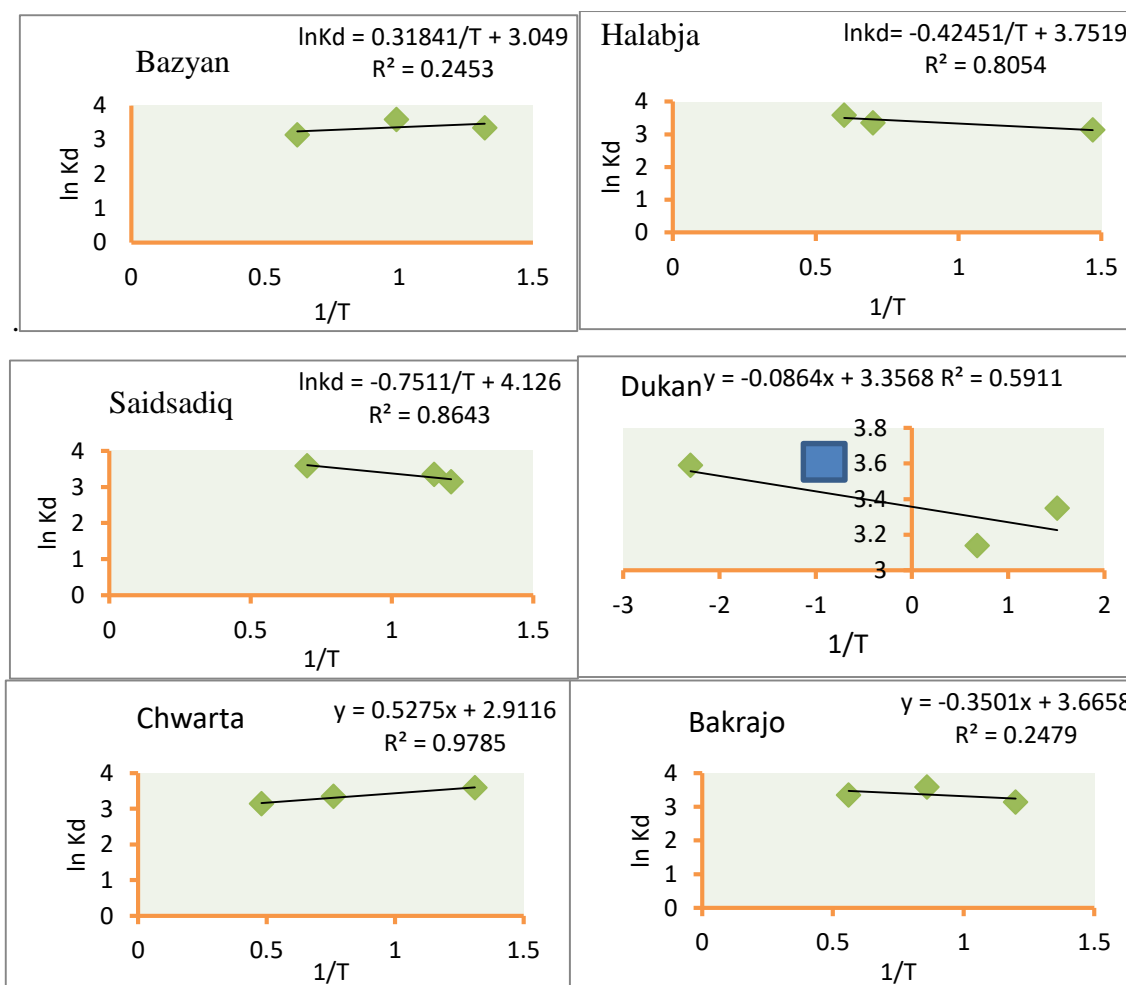 Bazyan
lnKd = 0.31841/T + 3.049
R² = 0.2453
4
3
2
1
0
ln Kd
0 0.5 1 1.5
1/T
.
Halabja
lnkd= -0.42451/T + 3.7519
R² = 0.8054
4
3
2
1
0
ln Kd
0 0.5 1 1.5
1/T
Saidsadiq
lnkd = -0.7511/T + 4.126
R² = 0.8643
4
3
2
1
0
ln Kd
0 0.5 1 1.5
1/T
Dukan
y = -0.0864x + 3.3568 R² = 0.5911
3.8
3.6
3.4
3.2
3
ln Kd
-3 -2 -1 0 1 2
1/T
Chwarta
y = 0.5275x + 2.9116
R² = 0.9785
4
3
2
1
0
ln Kd
0 0.5 1 1.5
1/T
Bakrajo
y = -0.3501x + 3.6658
R² = 0.2479
4
3
2
1
0
ln Kd
0 0.5 1 1.5
1/T